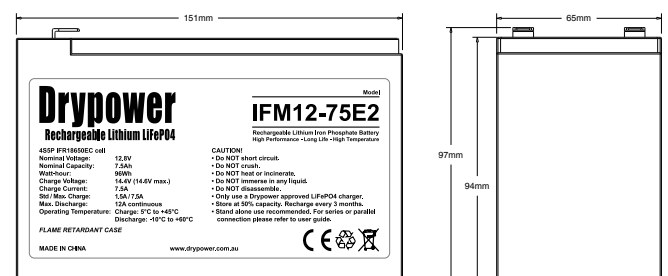 151mm
65mm
97mm
94mm
Drypower
Rechargeable Lithium LiFePO4
Model
IFM12-75E2
Rechargeable Lithium Iron Phosphate Battery
High Performance • Long Life • High Temperature
4S5P IFR18650EC cell
Nominal Voltage: 12.8V
Nominal Capacity: 7.5Ah
Watt-hour: 96Wh
Charge Voltage: 14.4V (14.6V max.)
Charge Current: 7.5A
Std / Max. Charge: 1.5A / 7.5A
Max. Discharge: 12A continuous
Operating Temperature: Charge: 5°C to +45°C
Discharge: -10°C to +60°C
FLAME RETARDANT CASE
MADE IN CHINA
www.drypower.com.au
CAUTION!
• Do NOT short circuit.
• Do NOT crush.
• Do NOT heat or incinerate.
• Do NOT immerse in any liquid.
• Do NOT disassemble.
• Only use a Drypower approved LiFePO4 charger.
• Store at 50% capacity. Recharge every 3 months.
• Stand alone use recommended. For series or parallel
connection please refer to user guide.
CE